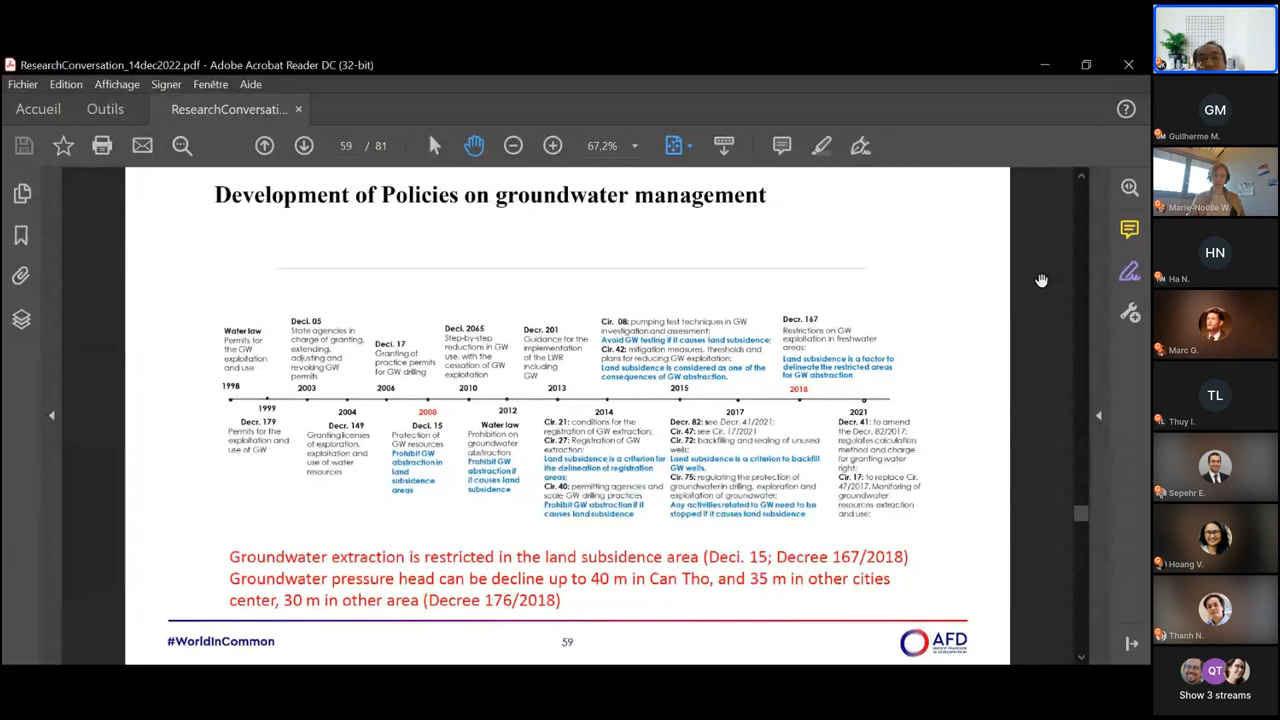 ResearchConversation_14dec2022.pdf - Adobe Acrobat Reader DC (32-bit)
Fichier Edition Affichage Signer Fenêtre Aide
Accueil Outils ResearchConversati... ×
59 / 81 67,2%
Development of Policies on groundwater management
Water law
Permits for
the GW
exploitation
and use
1998
Deci. 05
State agencies in
charge of granting,
extending,
adjusting and
revoking GW
permits
2003
Deci. 17
Granting of
practice permits
for GW drilling
2006
Deci. 2065
Step-by-step
reductions in GW
use, with the
cessation of GW
exploitation
2010
Decr. 201
Guidance for the
implementation
of the LWR
including
GW
2013
Cir. 08: pumping test techniques in GW
investigation and assessment;
Avoid GW testing if it causes land subsidence;
Cir. 42: mitigation measures, thresholds and
plans for reducing GW exploitation;
Land subsidence is considered as one of the
consequences of GW abstraction.
2015
Decr. 167
Restrictions on GW
exploitation in freshwater
areas;
Land subsidence is a factor to
delineate the restricted areas
for GW abstraction
2018
1999
Decr. 179
Permits for the
exploitation and
use of GW
2004
Decr. 149
Granting licenses
of exploration,
exploitation and
use of water
resources
2008
Deci. 15
Protection of
GW resources
Prohibit GW
abstraction in
land
subsidence
areas
2012
Water law
Prohibition on
groundwater
abstraction
Prohibit GW
abstraction if
it causes land
subsidence
2014
Cir. 21: conditions for the
registration of GW extraction;
Cir. 27: Registration of GW
extraction:
Land subsidence is a criterion for
the delineation of registration
areas;
Cir. 40: permitting agencies and
scale GW drilling practices
Prohibit GW abstraction if it
causes land subsidence
2017
Decr. 82: see Decr. 41/2021;
Cir. 47: see Cir. 17/2021
Cir. 72: backfilling and sealing of unused
wells;
Land subsidence is a criterion to backfill
GW wells.
Cir. 75: regulating the protection of
groundwater in drilling, exploration and
exploitation of groundwater;
Any activities related to GW need to be
stopped if it causes land subsidence
2021
Decr. 41: to amend
the Decr. 82/2017;
regulates calculation
method and charge
for granting water
right;
Cir. 17: to replace Cir.
47/2017, Monitoring of
groundwater
resources extraction
and use;
Groundwater extraction is restricted in the land subsidence area (Deci. 15; Decree 167/2018)
Groundwater pressure head can be decline up to 40 m in Can Tho, and 35 m in other cities
center, 30 m in other area (Decree 176/2018)
#WorldInCommon
59
AFD
GM
Guilherme M.
Marie-Noëlle W.
HN
Ha N.
Marc G.
TL
Thuy I.
Sepehr E.
Hoang V.
Thanh N.
QT
Show 3 streams